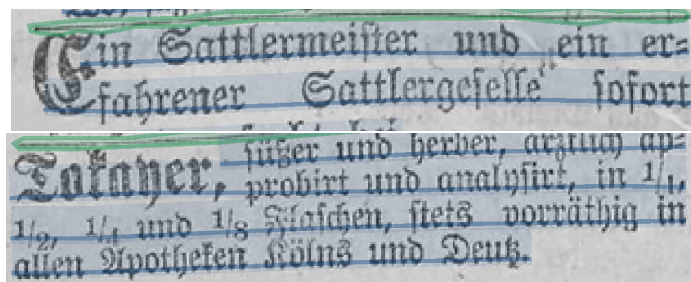 Ein Sattlermeister und ein er⸗
fahrener Sattlergeselle sofort
Tokayer, süßer und herber, ärztlich ap⸗
probirt und analysirt, in 1/1,
1/2, 1/4 und 1/8 Flaschen, stets vorräthig in
allen Apotheken Kölns und Deutz.